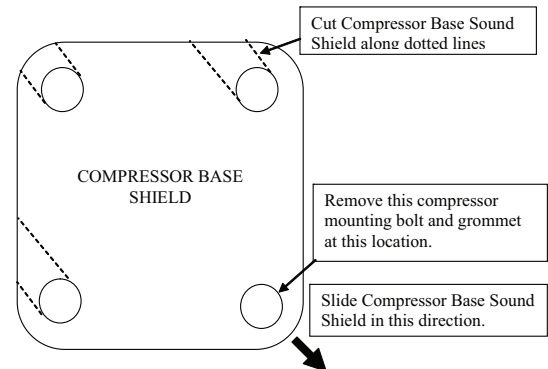 Cut Compressor Base Sound
Shield along dotted lines
COMPRESSOR BASE
SHIELD
Remove this compressor
mounting bolt and grommet
at this location.
Slide Compressor Base Sound
Shield in this direction.